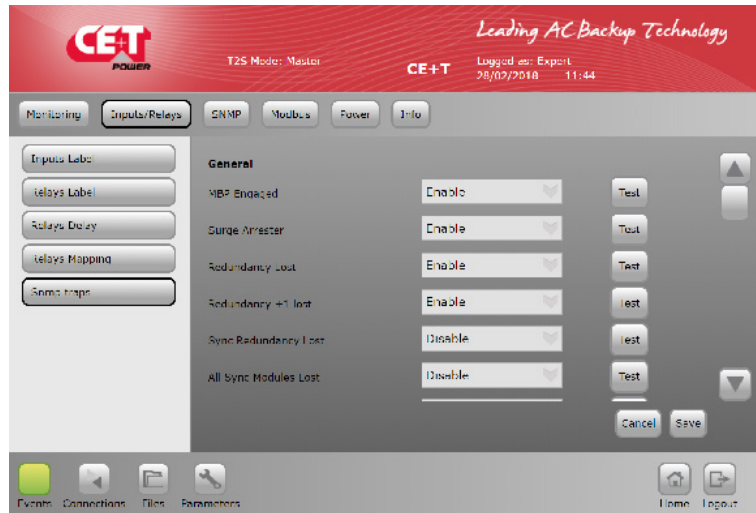 CE+T
POWER
Leading AC Backup Technology
T2S Mode: Master
CE+T
Logged as: Expert
28/02/2018 11:44
Monitoring
Inputs/Relays
SNMP
Modbus
Power
Info
Inputs Label
Relays Label
Relays Delay
Relays Mapping
Snmp traps
General
MBP Engaged
Enable
Test
Surge Arrester
Enable
Test
Redundancy Lost
Enable
Test
Redundancy +1 lost
Enable
Test
Sync Redundancy Lost
Disable
Test
All Sync Modules Lost
Disable
Test
Cancel
Save
Events
Connections
Files
Parameters
Home
Logout